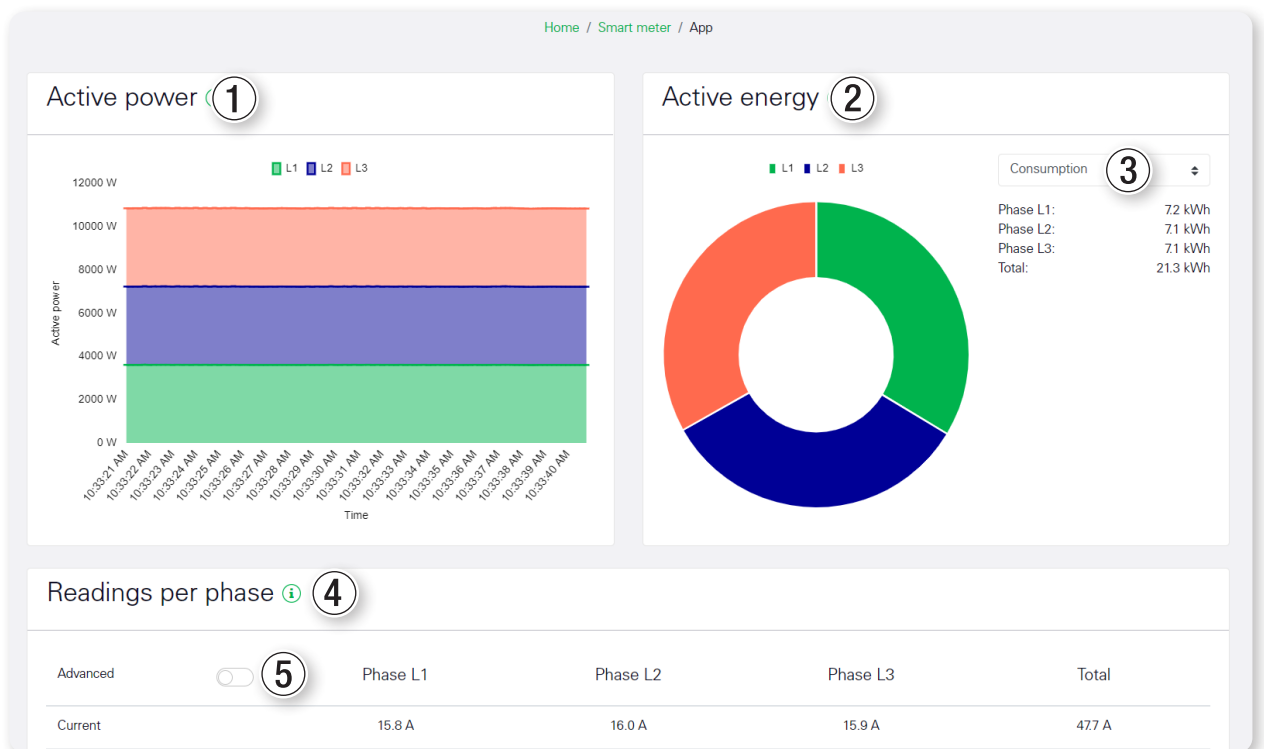 Home / Smart meter / App
Active power 1
L1 L2 L3
12000 W
10000 W
8000 W
6000 W
4000 W
2000 W
0 W
Active power
10:33:21 AM
10:33:22 AM
10:33:23 AM
10:33:24 AM
10:33:25 AM
10:33:26 AM
10:33:27 AM
10:33:28 AM
10:33:29 AM
10:33:30 AM
10:33:31 AM
10:33:32 AM
10:33:33 AM
10:33:34 AM
10:33:35 AM
10:33:36 AM
10:33:37 AM
10:33:38 AM
10:33:39 AM
10:33:40 AM
Time
Active energy 2
L1 L2 L3
Consumption 3
Phase L1: 7.2 kWh
Phase L2: 7.1 kWh
Phase L3: 7.1 kWh
Total: 21.3 kWh
Readings per phase i 4
Advanced 5 Phase L1 Phase L2 Phase L3 Total
Current 15.8 A 16.0 A 15.9 A 47.7 A